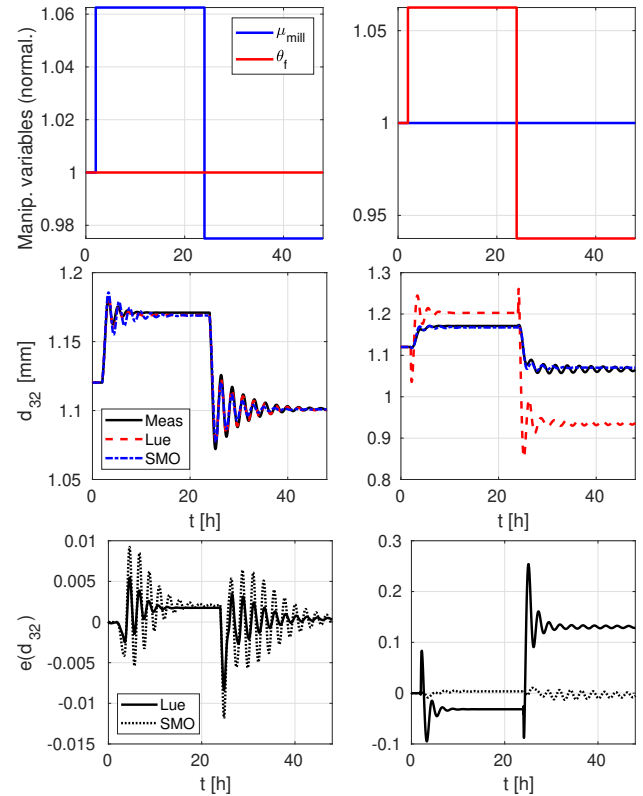 Manip. variables (normal.)
1.06
1.04
1.02
1
0.98
0 20 40
μ_mill
θ_f
1.05
1
0.95
0 20 40
d_32 [mm]
1.2
1.15
1.1
1.05
0 20 40
t [h]
Meas
Lue
SMO
1.3
1.2
1.1
1
0.9
0.8
0 20 40
t [h]
e(d_32)
0.01
0.005
0
-0.005
-0.01
-0.015
0 20 40
t [h]
Lue
SMO
0.3
0.2
0.1
0
-0.1
0 20 40
t [h]